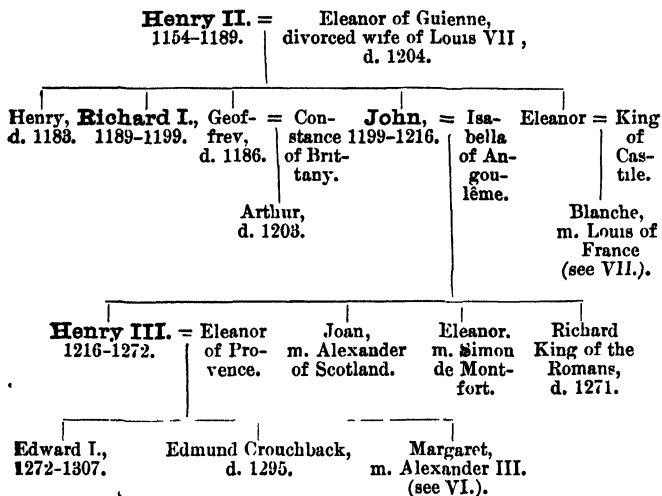 Henry II. = Eleanor of Guienne,
1154–1189. divorced wife of Louis VII,
d. 1204.
Henry, Richard I., Geof- = Con- John, = Isa- Eleanor = King
d. 1183. 1189–1199. frey, stance 1199–1216. bella of
d. 1186. of Brit- of An- Cas-
tany. gou- tile.
lême.
Arthur, Blanche,
d. 1203. m. Louis of
France
(see VII.).
Henry III. = Eleanor Joan, Eleanor. Richard
1216–1272. of Pro- m. Alexander m. Simon King of the
vence. of Scotland. de Mont- Romans,
fort. d. 1271.
Edward I., Edmund Crouchback, Margaret,
1272–1307. d. 1295. m. Alexander III.
(see VI.).